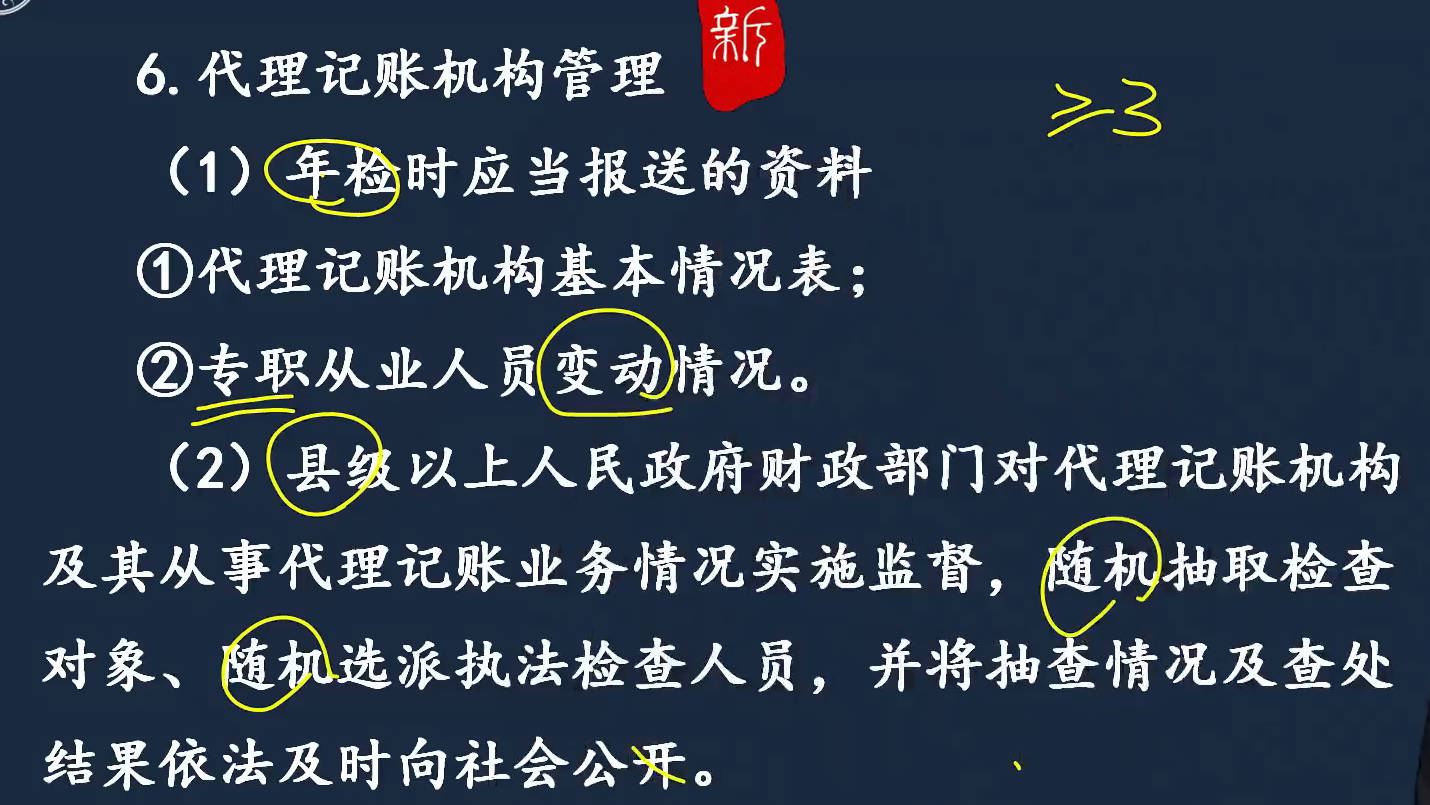 新
6.代理记账机构管理
≥3
（1）年检时应当报送的资料
①代理记账机构基本情况表；
②专职从业人员变动情况。
（2）县级以上人民政府财政部门对代理记账机构
及其从事代理记账业务情况实施监督，随机抽取检查
对象、随机选派执法检查人员，并将抽查情况及查处
结果依法及时向社会公开。